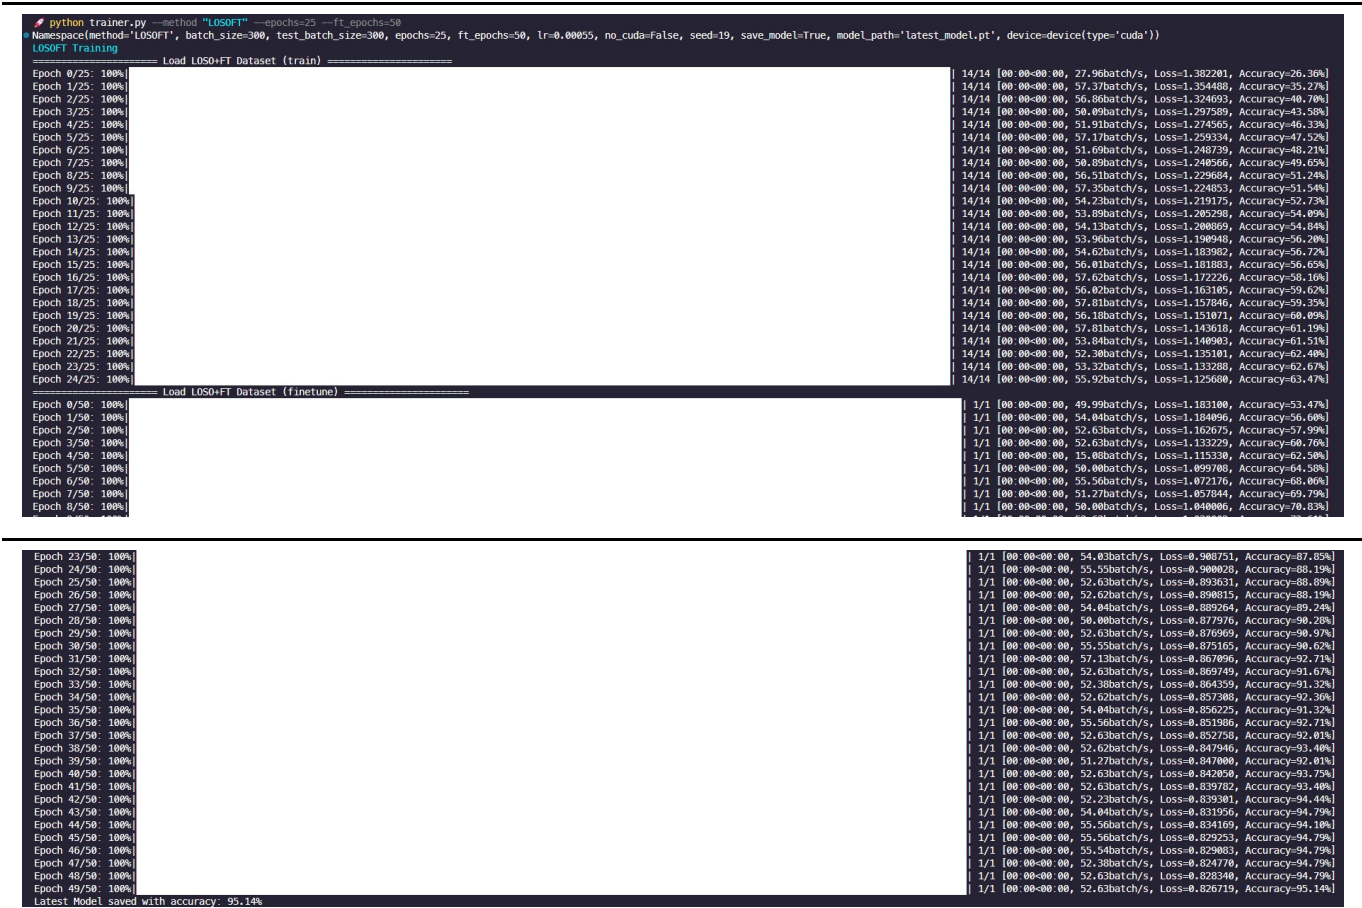 🚀 python trainer.py --method "LOSOFT" --epochs=25 --ft_epochs=50
Namespace(method='LOSOFT', batch_size=300, test_batch_size=300, epochs=25, ft_epochs=50, lr=0.00055, no_cuda=False, seed=19, save_model=True, model_path='latest_model.pt', device=device(type='cuda'))
LOSOFT Training
====================== Load LOSO+FT Dataset (train) ======================
Epoch 0/25: 100%| | 14/14 [00:00<00:00, 27.96batch/s, Loss=1.382201, Accuracy=26.36%]
Epoch 1/25: 100%| | 14/14 [00:00<00:00, 57.37batch/s, Loss=1.354488, Accuracy=35.27%]
Epoch 2/25: 100%| | 14/14 [00:00<00:00, 56.86batch/s, Loss=1.324693, Accuracy=40.70%]
Epoch 3/25: 100%| | 14/14 [00:00<00:00, 50.09batch/s, Loss=1.297589, Accuracy=43.58%]
Epoch 4/25: 100%| | 14/14 [00:00<00:00, 51.91batch/s, Loss=1.274565, Accuracy=46.33%]
Epoch 5/25: 100%| | 14/14 [00:00<00:00, 57.17batch/s, Loss=1.259334, Accuracy=47.52%]
Epoch 6/25: 100%| | 14/14 [00:00<00:00, 51.69batch/s, Loss=1.248739, Accuracy=48.21%]
Epoch 7/25: 100%| | 14/14 [00:00<00:00, 50.89batch/s, Loss=1.240566, Accuracy=49.65%]
Epoch 8/25: 100%| | 14/14 [00:00<00:00, 56.51batch/s, Loss=1.229684, Accuracy=51.24%]
Epoch 9/25: 100%| | 14/14 [00:00<00:00, 57.35batch/s, Loss=1.224853, Accuracy=51.54%]
Epoch 10/25: 100%| | 14/14 [00:00<00:00, 54.23batch/s, Loss=1.219175, Accuracy=52.73%]
Epoch 11/25: 100%| | 14/14 [00:00<00:00, 53.89batch/s, Loss=1.205298, Accuracy=54.09%]
Epoch 12/25: 100%| | 14/14 [00:00<00:00, 54.13batch/s, Loss=1.200869, Accuracy=54.84%]
Epoch 13/25: 100%| | 14/14 [00:00<00:00, 53.96batch/s, Loss=1.190948, Accuracy=56.20%]
Epoch 14/25: 100%| | 14/14 [00:00<00:00, 54.62batch/s, Loss=1.183982, Accuracy=56.72%]
Epoch 15/25: 100%| | 14/14 [00:00<00:00, 56.01batch/s, Loss=1.181883, Accuracy=56.65%]
Epoch 16/25: 100%| | 14/14 [00:00<00:00, 57.62batch/s, Loss=1.172226, Accuracy=58.16%]
Epoch 17/25: 100%| | 14/14 [00:00<00:00, 56.02batch/s, Loss=1.163105, Accuracy=59.62%]
Epoch 18/25: 100%| | 14/14 [00:00<00:00, 57.81batch/s, Loss=1.157846, Accuracy=59.35%]
Epoch 19/25: 100%| | 14/14 [00:00<00:00, 56.18batch/s, Loss=1.151071, Accuracy=60.09%]
Epoch 20/25: 100%| | 14/14 [00:00<00:00, 57.81batch/s, Loss=1.143618, Accuracy=61.19%]
Epoch 21/25: 100%| | 14/14 [00:00<00:00, 53.84batch/s, Loss=1.140903, Accuracy=61.51%]
Epoch 22/25: 100%| | 14/14 [00:00<00:00, 52.30batch/s, Loss=1.135101, Accuracy=62.40%]
Epoch 23/25: 100%| | 14/14 [00:00<00:00, 53.32batch/s, Loss=1.133288, Accuracy=62.67%]
Epoch 24/25: 100%| | 14/14 [00:00<00:00, 55.92batch/s, Loss=1.125680, Accuracy=63.47%]
====================== Load LOSO+FT Dataset (finetune) ======================
Epoch 0/50: 100%| | 1/1 [00:00<00:00, 49.99batch/s, Loss=1.183100, Accuracy=53.47%]
Epoch 1/50: 100%| | 1/1 [00:00<00:00, 54.04batch/s, Loss=1.184096, Accuracy=56.60%]
Epoch 2/50: 100%| | 1/1 [00:00<00:00, 52.63batch/s, Loss=1.162675, Accuracy=57.99%]
Epoch 3/50: 100%| | 1/1 [00:00<00:00, 52.63batch/s, Loss=1.133229, Accuracy=60.76%]
Epoch 4/50: 100%| | 1/1 [00:00<00:00, 15.08batch/s, Loss=1.115330, Accuracy=62.50%]
Epoch 5/50: 100%| | 1/1 [00:00<00:00, 50.00batch/s, Loss=1.099708, Accuracy=64.58%]
Epoch 6/50: 100%| | 1/1 [00:00<00:00, 55.56batch/s, Loss=1.072176, Accuracy=68.06%]
Epoch 7/50: 100%| | 1/1 [00:00<00:00, 51.27batch/s, Loss=1.057844, Accuracy=69.79%]
Epoch 8/50: 100%| | 1/1 [00:00<00:00, 50.00batch/s, Loss=1.040006, Accuracy=70.83%]
Epoch 23/50: 100%| | 1/1 [00:00<00:00, 54.03batch/s, Loss=0.908751, Accuracy=87.85%]
Epoch 24/50: 100%| | 1/1 [00:00<00:00, 55.55batch/s, Loss=0.900028, Accuracy=88.19%]
Epoch 25/50: 100%| | 1/1 [00:00<00:00, 52.63batch/s, Loss=0.893631, Accuracy=88.89%]
Epoch 26/50: 100%| | 1/1 [00:00<00:00, 52.62batch/s, Loss=0.890815, Accuracy=88.19%]
Epoch 27/50: 100%| | 1/1 [00:00<00:00, 54.04batch/s, Loss=0.889264, Accuracy=89.24%]
Epoch 28/50: 100%| | 1/1 [00:00<00:00, 50.00batch/s, Loss=0.877976, Accuracy=90.28%]
Epoch 29/50: 100%| | 1/1 [00:00<00:00, 52.63batch/s, Loss=0.876969, Accuracy=90.97%]
Epoch 30/50: 100%| | 1/1 [00:00<00:00, 55.55batch/s, Loss=0.875165, Accuracy=90.62%]
Epoch 31/50: 100%| | 1/1 [00:00<00:00, 57.13batch/s, Loss=0.867096, Accuracy=92.71%]
Epoch 32/50: 100%| | 1/1 [00:00<00:00, 52.63batch/s, Loss=0.869749, Accuracy=91.67%]
Epoch 33/50: 100%| | 1/1 [00:00<00:00, 52.38batch/s, Loss=0.864359, Accuracy=91.32%]
Epoch 34/50: 100%| | 1/1 [00:00<00:00, 52.62batch/s, Loss=0.857308, Accuracy=92.36%]
Epoch 35/50: 100%| | 1/1 [00:00<00:00, 54.04batch/s, Loss=0.856225, Accuracy=91.32%]
Epoch 36/50: 100%| | 1/1 [00:00<00:00, 55.56batch/s, Loss=0.851986, Accuracy=92.71%]
Epoch 37/50: 100%| | 1/1 [00:00<00:00, 52.63batch/s, Loss=0.852758, Accuracy=92.01%]
Epoch 38/50: 100%| | 1/1 [00:00<00:00, 52.62batch/s, Loss=0.847946, Accuracy=93.40%]
Epoch 39/50: 100%| | 1/1 [00:00<00:00, 51.27batch/s, Loss=0.847000, Accuracy=92.01%]
Epoch 40/50: 100%| | 1/1 [00:00<00:00, 52.63batch/s, Loss=0.842050, Accuracy=93.75%]
Epoch 41/50: 100%| | 1/1 [00:00<00:00, 52.63batch/s, Loss=0.839782, Accuracy=93.40%]
Epoch 42/50: 100%| | 1/1 [00:00<00:00, 52.23batch/s, Loss=0.839301, Accuracy=94.44%]
Epoch 43/50: 100%| | 1/1 [00:00<00:00, 54.04batch/s, Loss=0.831956, Accuracy=94.79%]
Epoch 44/50: 100%| | 1/1 [00:00<00:00, 55.56batch/s, Loss=0.834169, Accuracy=94.10%]
Epoch 45/50: 100%| | 1/1 [00:00<00:00, 55.56batch/s, Loss=0.829253, Accuracy=94.79%]
Epoch 46/50: 100%| | 1/1 [00:00<00:00, 55.54batch/s, Loss=0.829083, Accuracy=94.79%]
Epoch 47/50: 100%| | 1/1 [00:00<00:00, 52.38batch/s, Loss=0.824770, Accuracy=94.79%]
Epoch 48/50: 100%| | 1/1 [00:00<00:00, 52.63batch/s, Loss=0.828340, Accuracy=94.79%]
Epoch 49/50: 100%| | 1/1 [00:00<00:00, 52.63batch/s, Loss=0.826719, Accuracy=95.14%]
Latest Model saved with accuracy: 95.14%